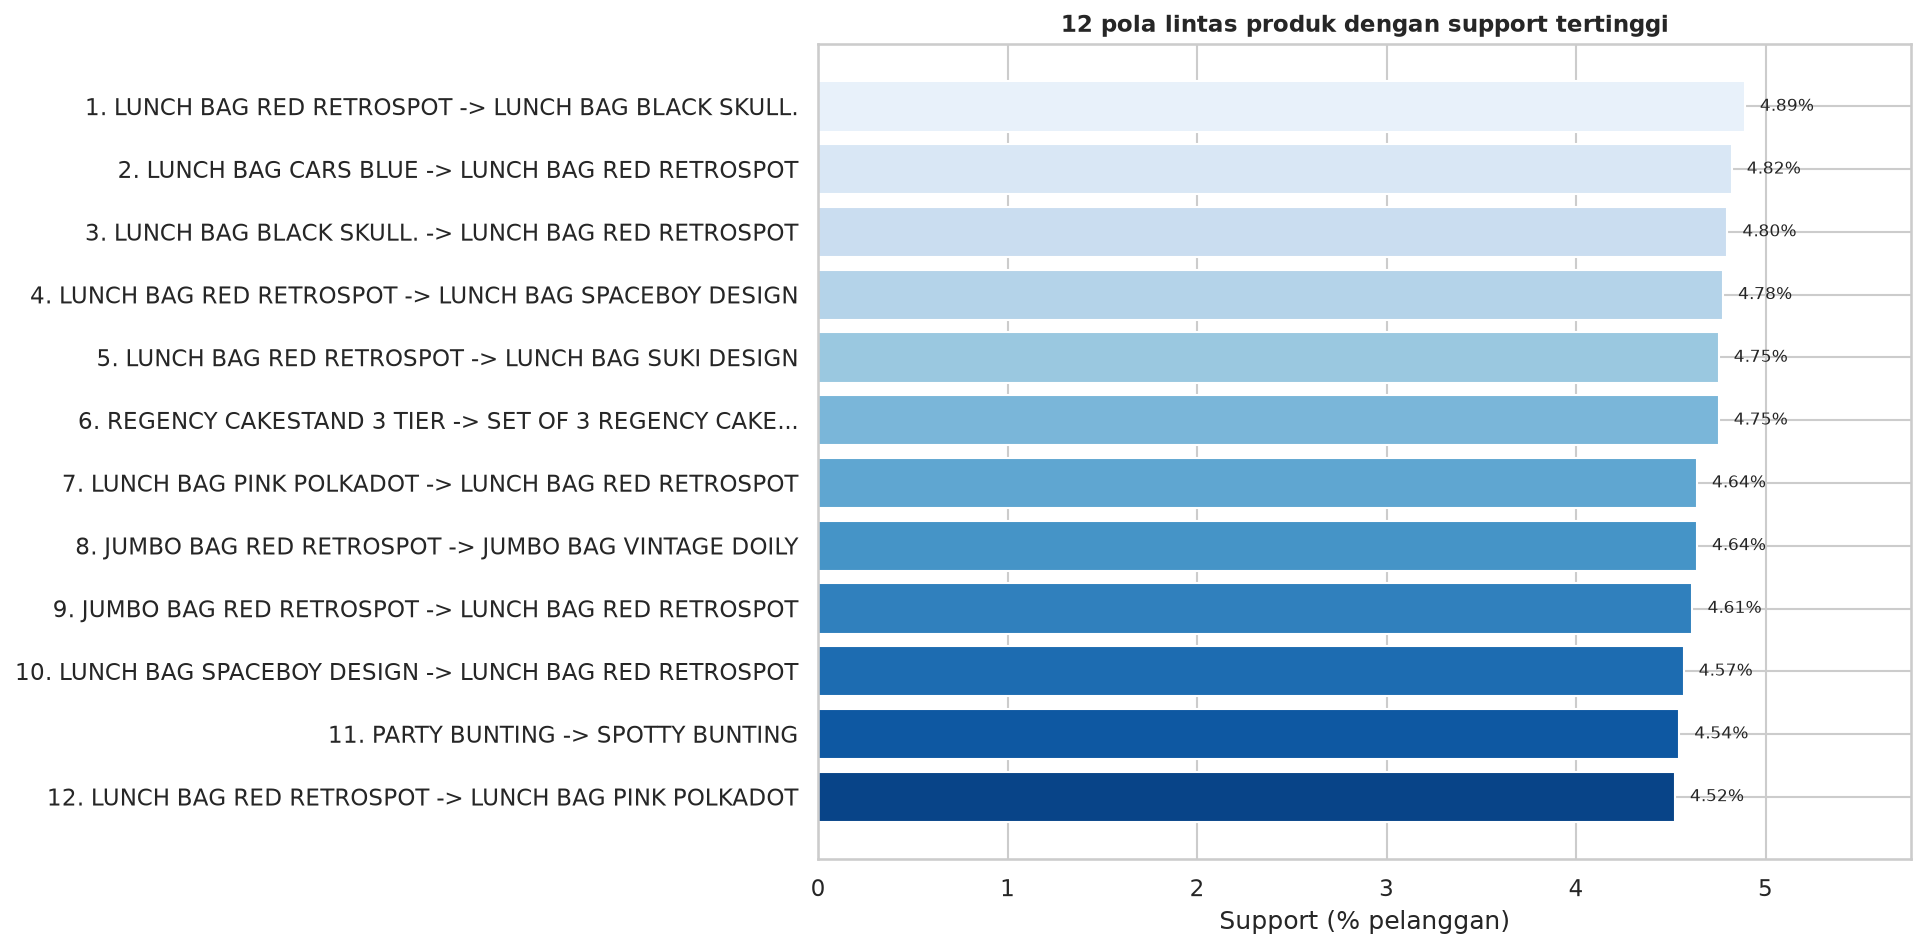 12 pola lintas produk dengan support tertinggi
1. LUNCH BAG RED RETROSPOT -> LUNCH BAG BLACK SKULL. 4.89%
2. LUNCH BAG CARS BLUE -> LUNCH BAG RED RETROSPOT 4.82%
3. LUNCH BAG BLACK SKULL. -> LUNCH BAG RED RETROSPOT 4.80%
4. LUNCH BAG RED RETROSPOT -> LUNCH BAG SPACEBOY DESIGN 4.78%
5. LUNCH BAG RED RETROSPOT -> LUNCH BAG SUKI DESIGN 4.75%
6. REGENCY CAKESTAND 3 TIER -> SET OF 3 REGENCY CAKE... 4.75%
7. LUNCH BAG PINK POLKADOT -> LUNCH BAG RED RETROSPOT 4.64%
8. JUMBO BAG RED RETROSPOT -> JUMBO BAG VINTAGE DOILY 4.64%
9. JUMBO BAG RED RETROSPOT -> LUNCH BAG RED RETROSPOT 4.61%
10. LUNCH BAG SPACEBOY DESIGN -> LUNCH BAG RED RETROSPOT 4.57%
11. PARTY BUNTING -> SPOTTY BUNTING 4.54%
12. LUNCH BAG RED RETROSPOT -> LUNCH BAG PINK POLKADOT 4.52%
0 1 2 3 4 5
Support (% pelanggan)